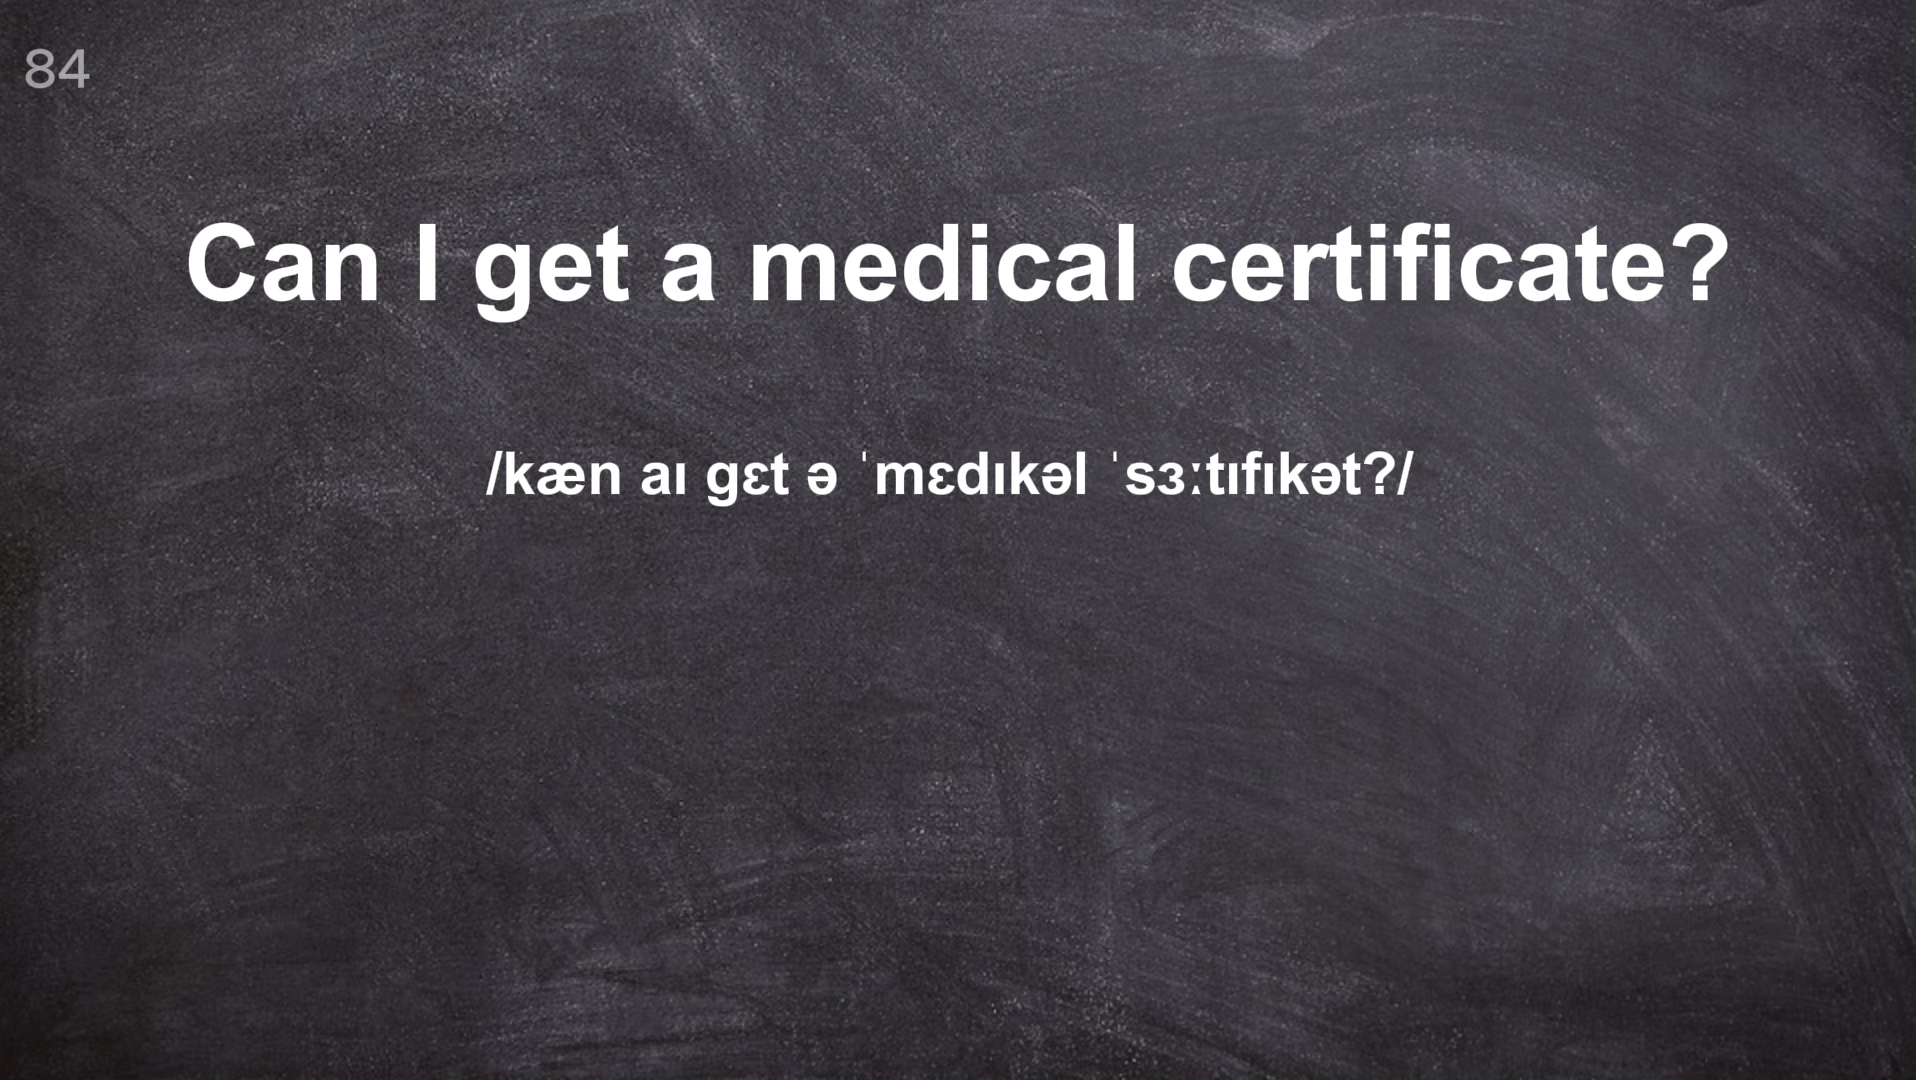 84
Can I get a medical certificate?
/kæn aɪ gɛt ə ˈmɛdɪkəl ˈsɜːtɪfɪkət?/